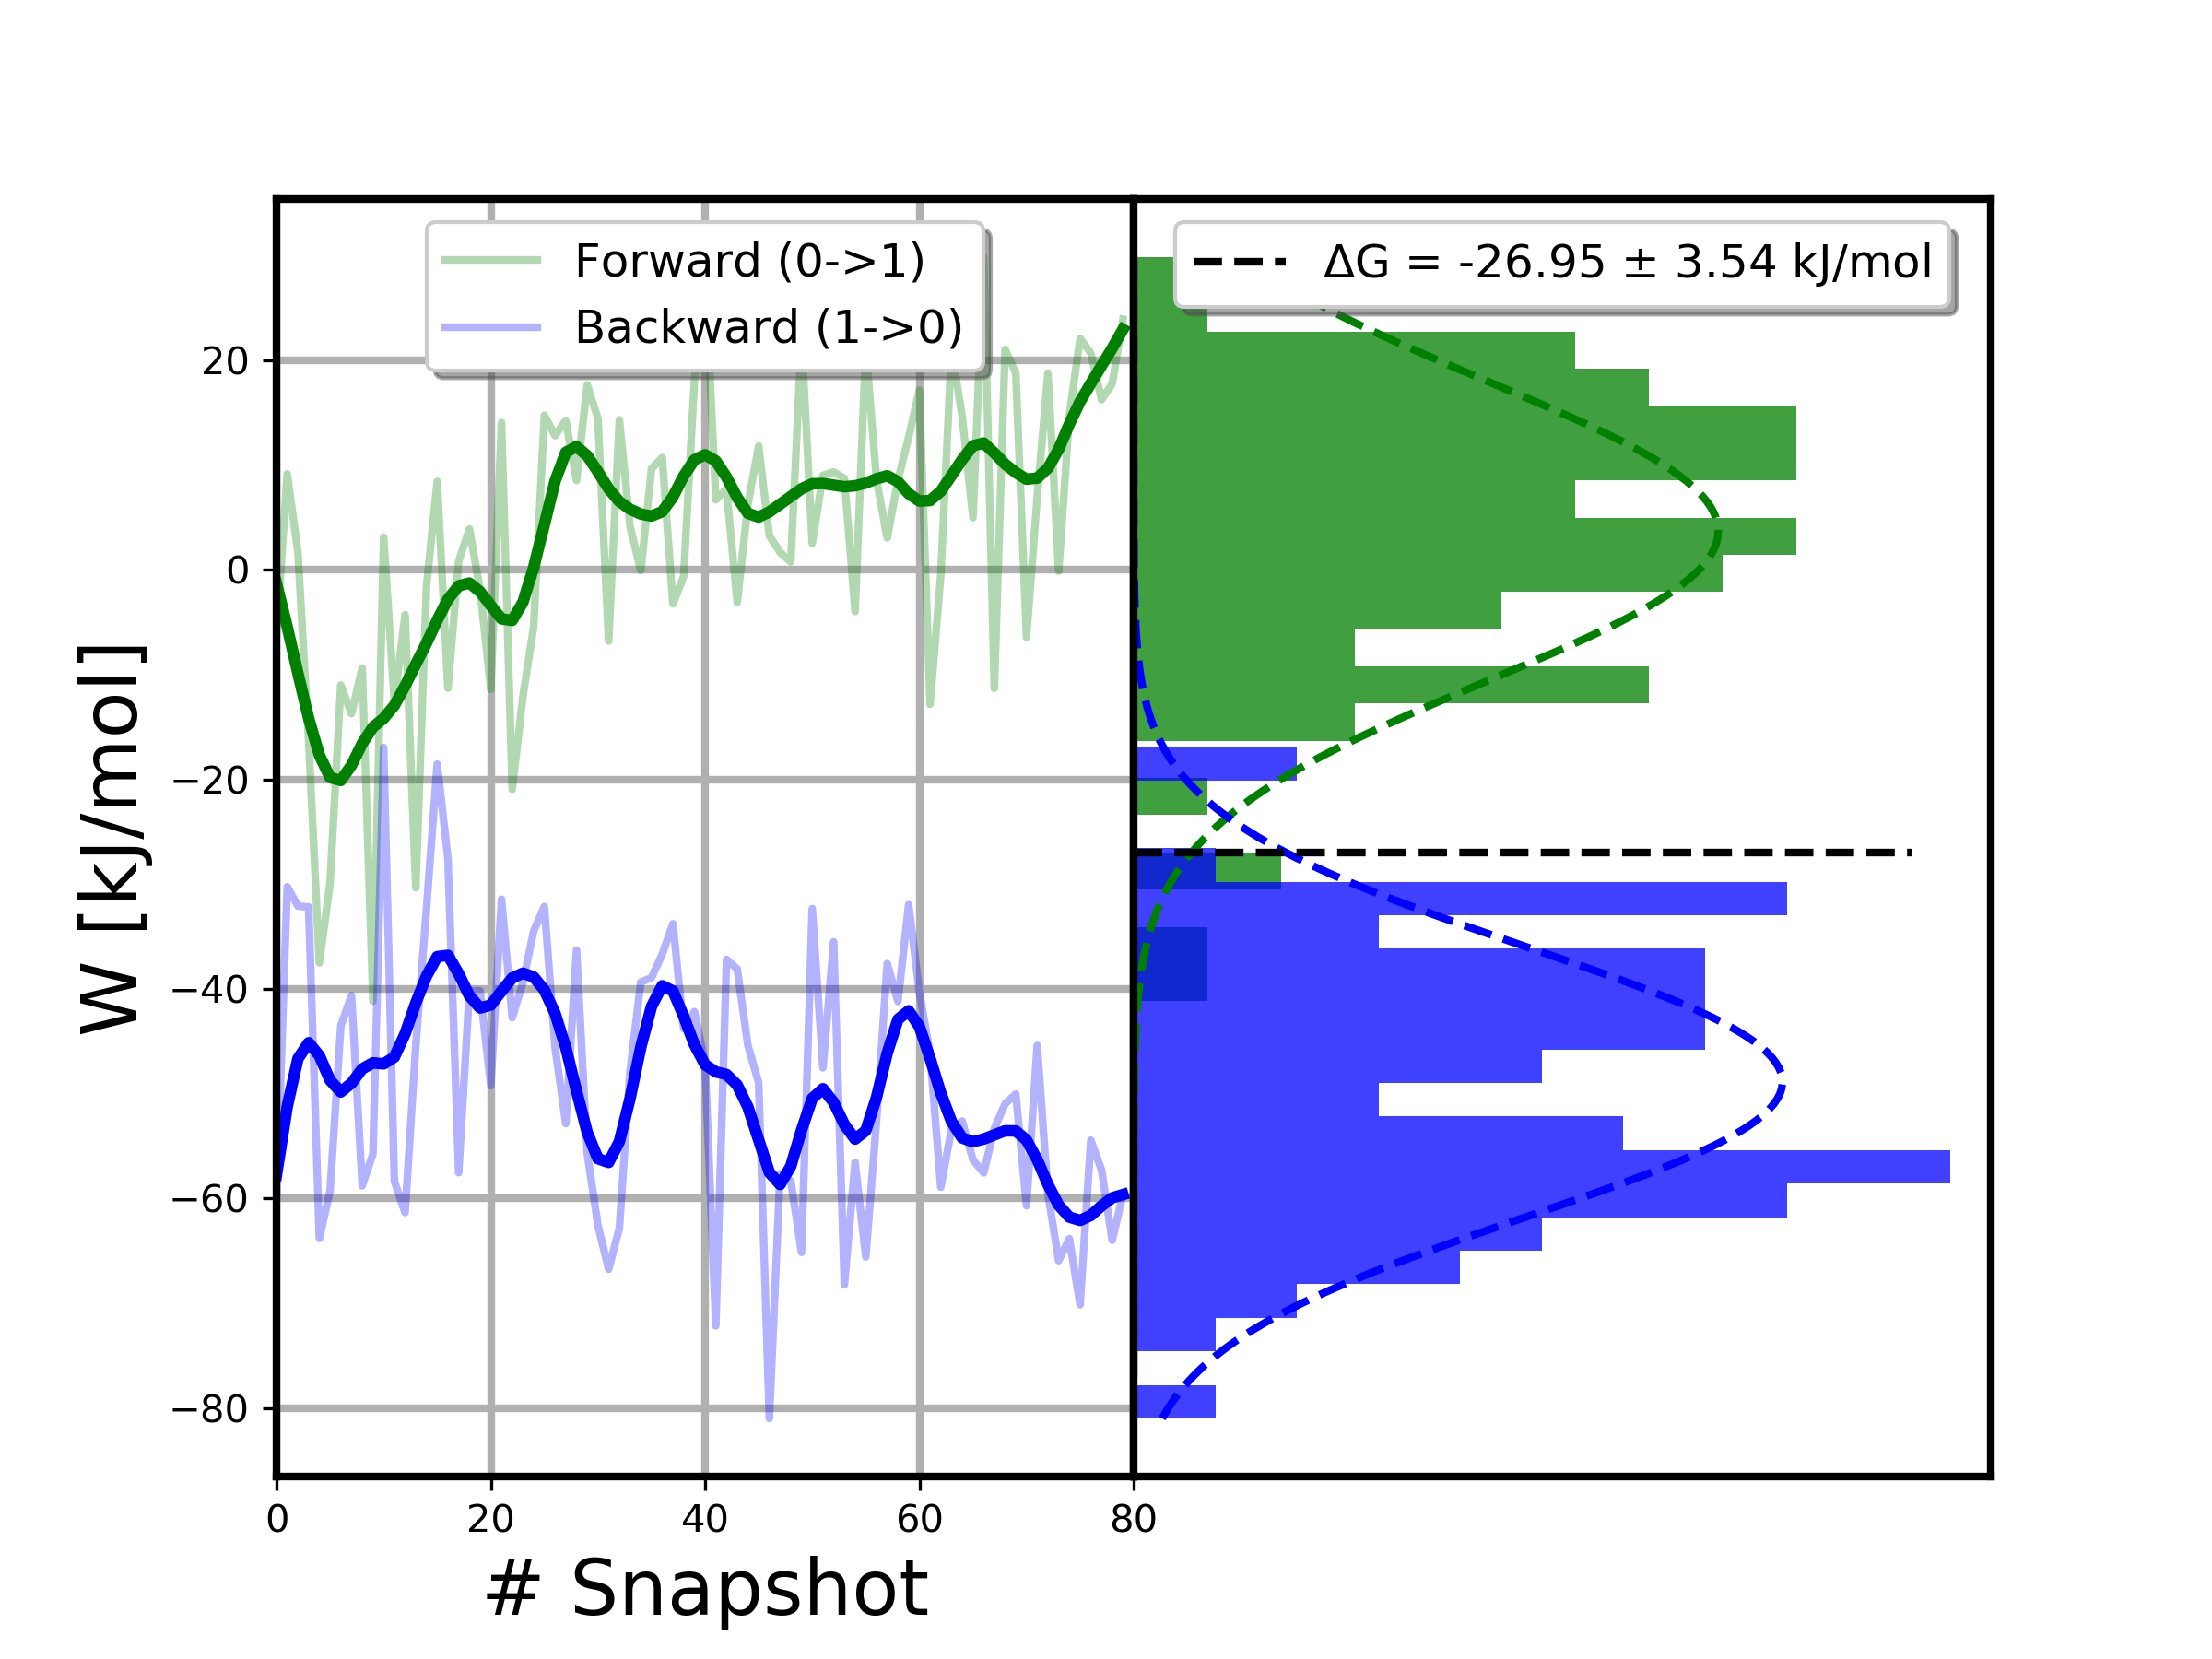 Forward (0->1)
Backward (1->0)
ΔG = -26.95 ± 3.54 kJ/mol
W [kJ/mol]
20
0
−20
−40
−60
−80
0 20 40 60 80
# Snapshot